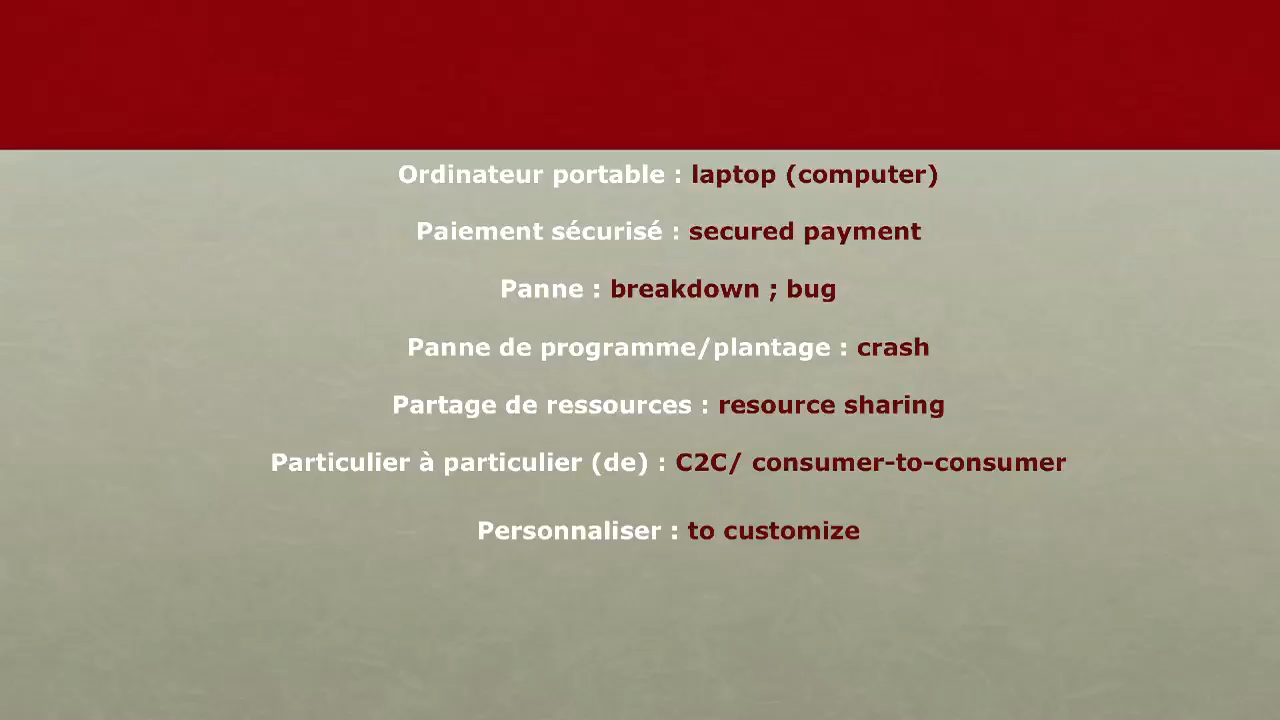 Ordinateur portable : laptop (computer)
Paiement sécurisé : secured payment
Panne : breakdown ; bug
Panne de programme/plantage : crash
Partage de ressources : resource sharing
Particulier à particulier (de) : C2C/ consumer-to-consumer
Personnaliser : to customize